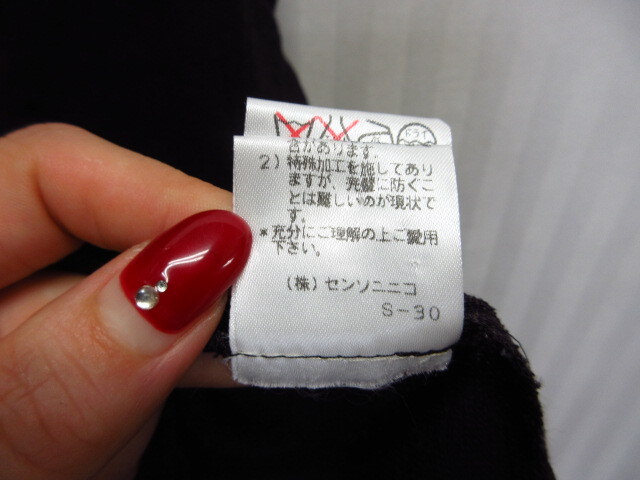 ドライ
があります.
2) 特殊加工を施してあり
ますが、完璧に防ぐこ
とは難しいのが現状で
す.
*充分にご理解の上ご愛用
下さい.
(株) センソユニコ
S-30